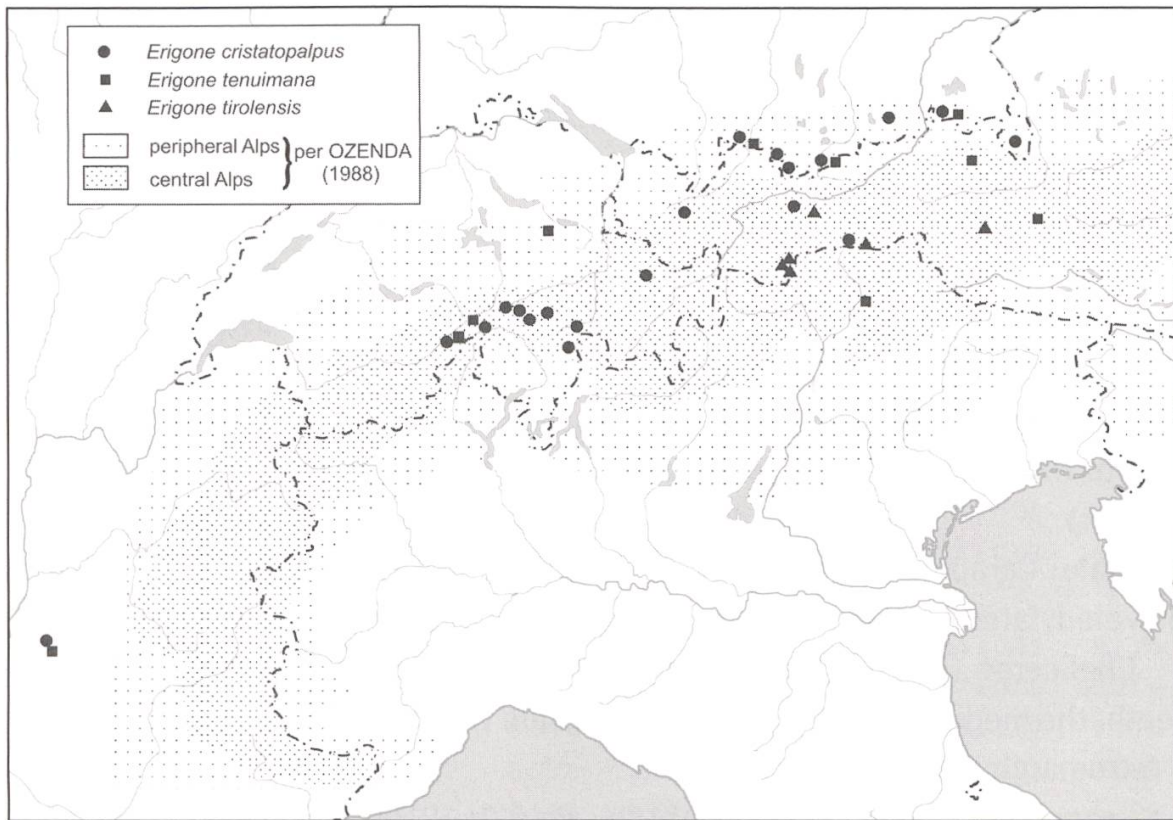 Erigone cristatopalpus
Erigone tenuimana
Erigone tirolensis
peripheral Alps
central Alps
per OZENDA
(1988)